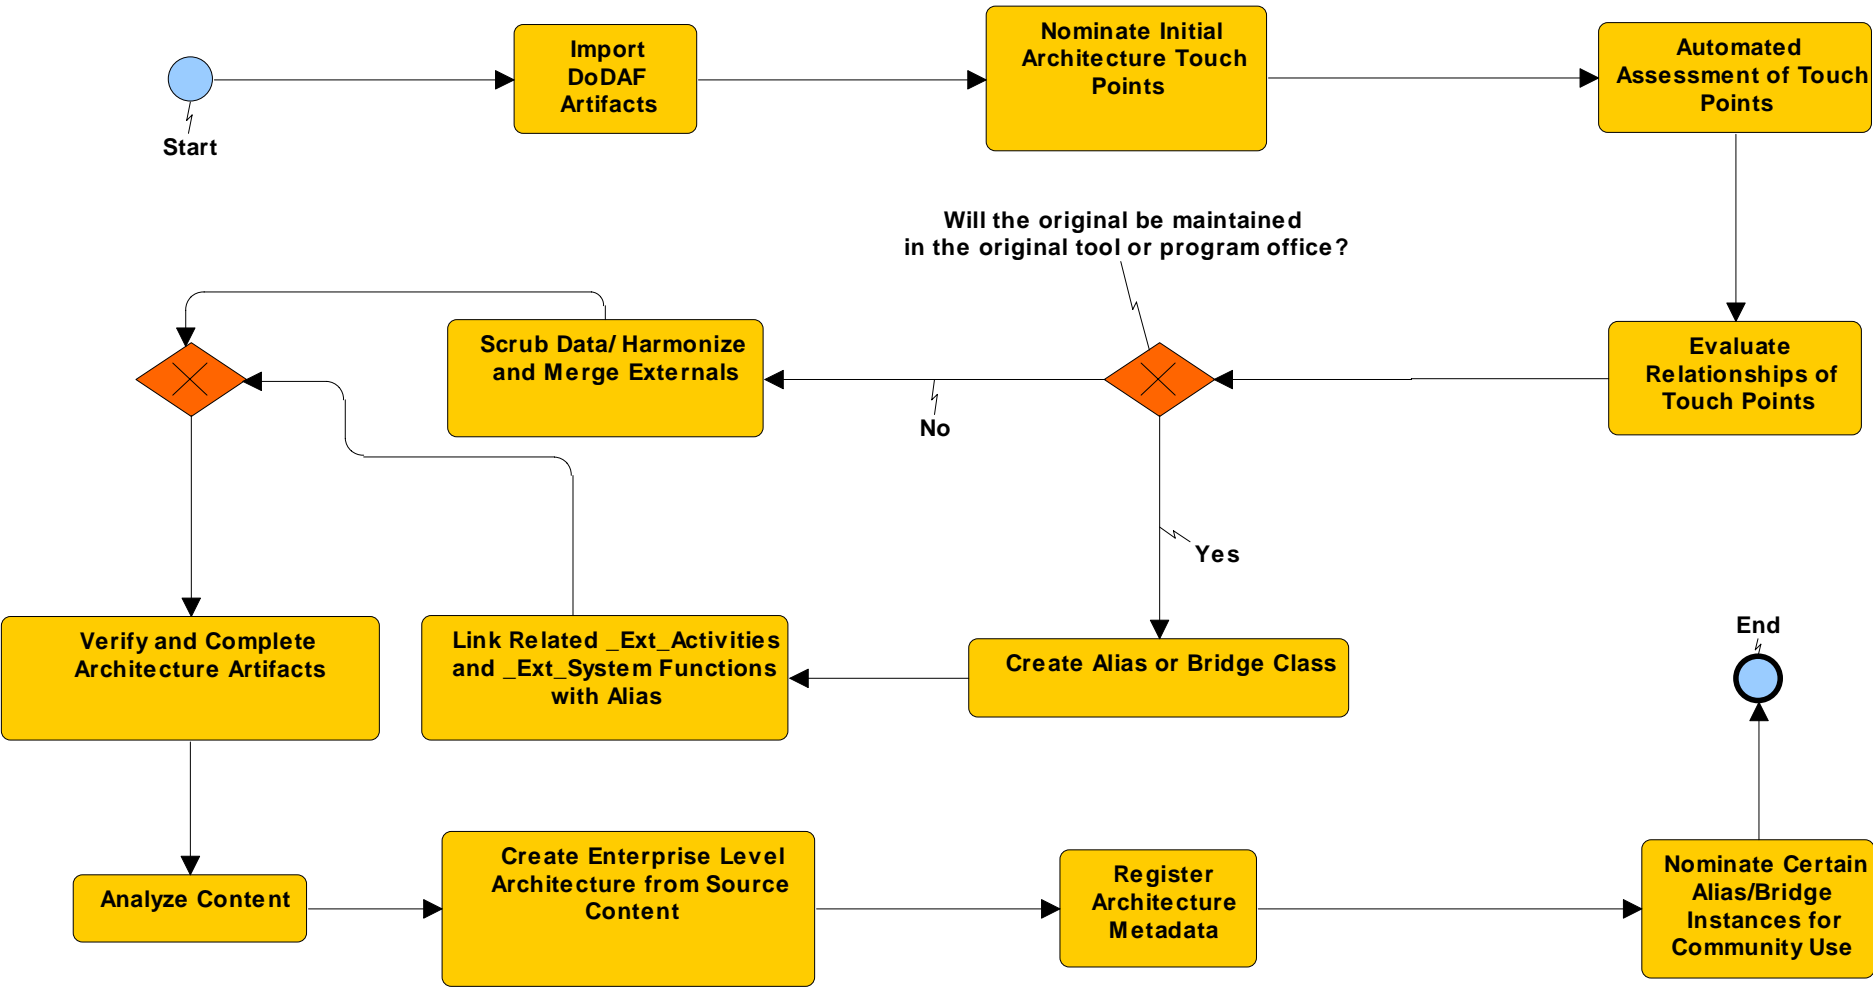 Start
Import
DoDAF
Artifacts
Nominate Initial
Architecture Touch
Points
Automated
Assessment of Touch
Points
Will the original be maintained
in the original tool or program office?
Scrub Data/ Harmonize
and Merge Externals
No
Evaluate
Relationships of
Touch Points
Yes
Verify and Complete
Architecture Artifacts
Link Related _Ext_Activities
and _Ext_System Functions
with Alias
Create Alias or Bridge Class
End
Analyze Content
Create Enterprise Level
Architecture from Source
Content
Register
Architecture
Metadata
Nominate Certain
Alias/Bridge
Instances for
Community Use